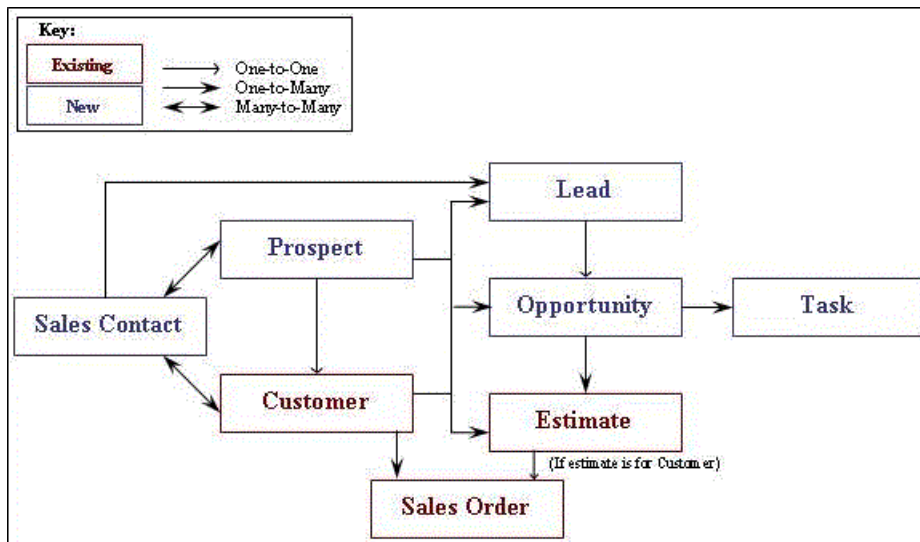 Key:
Existing
New
One-to-One
One-to-Many
Many-to-Many
Lead
Prospect
Sales Contact
Opportunity
Task
Customer
Estimate
(If estimate is for Customer)
Sales Order